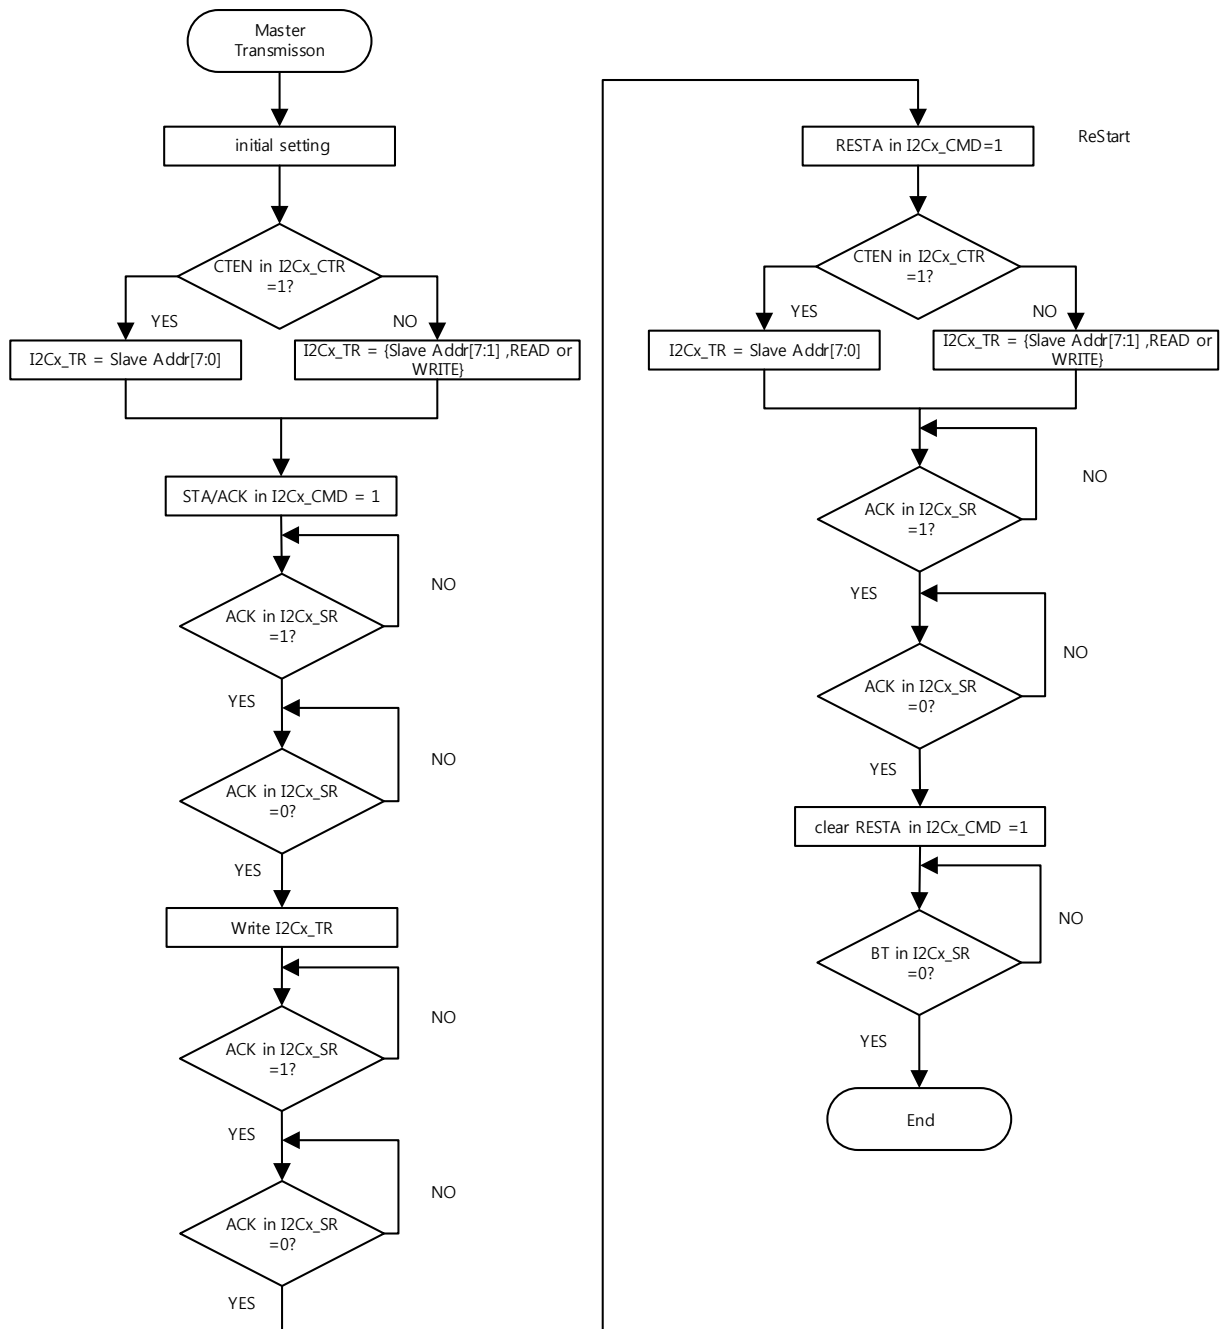 Master
Transmisson
initial setting
CTEN in I2Cx_CTR
=1?
YES
NO
I2Cx_TR = Slave Addr[7:0]
I2Cx_TR = {Slave Addr[7:1] ,READ or
WRITE}
STA/ACK in I2Cx_CMD = 1
NO
ACK in I2Cx_SR
=1?
YES
NO
ACK in I2Cx_SR
=0?
YES
Write I2Cx_TR
NO
ACK in I2Cx_SR
=1?
YES
NO
ACK in I2Cx_SR
=0?
YES
RESTA in I2Cx_CMD=1
ReStart
CTEN in I2Cx_CTR
=1?
YES
NO
I2Cx_TR = Slave Addr[7:0]
I2Cx_TR = {Slave Addr[7:1] ,READ or
WRITE}
NO
ACK in I2Cx_SR
=1?
YES
NO
ACK in I2Cx_SR
=0?
YES
clear RESTA in I2Cx_CMD =1
NO
BT in I2Cx_SR
=0?
YES
End